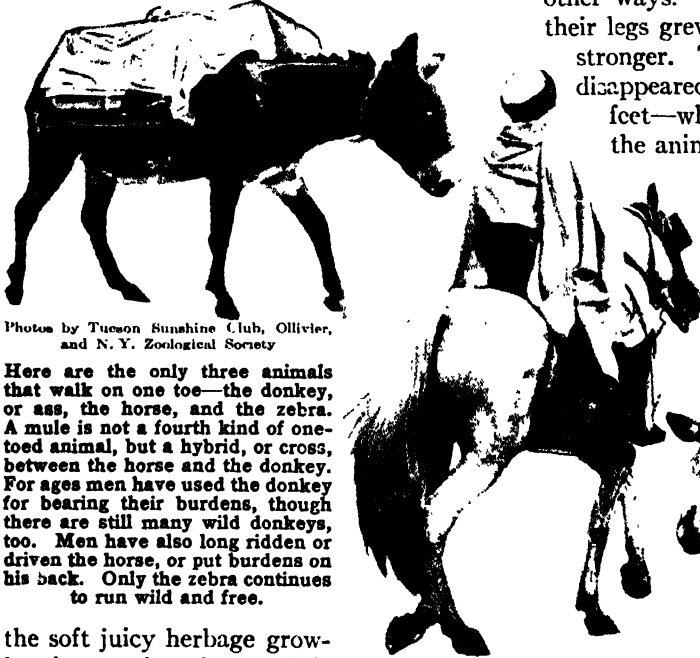 other ways.
their legs grew
stronger.
disappeared
feet—wh
the anim
Photos by Tucson Sunshine Club, Ollivier,
and N. Y. Zoological Society
Here are the only three animals
that walk on one toe—the donkey,
or ass, the horse, and the zebra.
A mule is not a fourth kind of one-
toed animal, but a hybrid, or cross,
between the horse and the donkey.
For ages men have used the donkey
for bearing their burdens, though
there are still many wild donkeys,
too. Men have also long ridden or
driven the horse, or put burdens on
his back. Only the zebra continues
to run wild and free.
the soft juicy herbage grow-